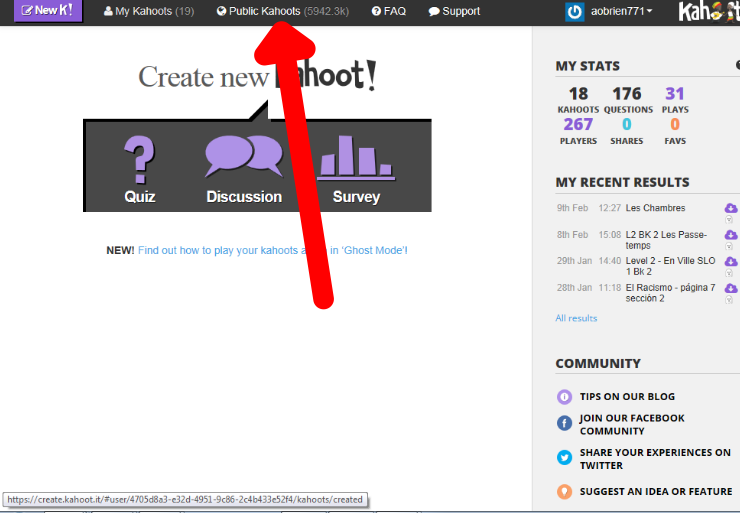 New K! My Kahoots (19) Public Kahoots (5942.3k) FAQ Support aobrien771
Create new
Quiz Discussion Survey
NEW! Find out how to play your kahoots in 'Ghost Mode'!
MY STATS
18 176 31
KAHOOTS QUESTIONS PLAYS
267 0 0
PLAYERS SHARES FAVS
MY RECENT RESULTS
9th Feb 12:27 Les Chambres
8th Feb 15:08 L2 BK 2 Les Passe-
temps
29th Jan 14:40 Level 2 - En Ville SLO
1 Bk 2
28th Jan 11:18 El Racismo - página 7
sección 2
All results
COMMUNITY
TIPS ON OUR BLOG
JOIN OUR FACEBOOK
COMMUNITY
SHARE YOUR EXPERIENCES ON
TWITTER
SUGGEST AN IDEA OR FEATURE
https://create.kahoot.it/#user/4705d8a3-e32d-4951-9c86-2c4b433e52f4/kahoots/created